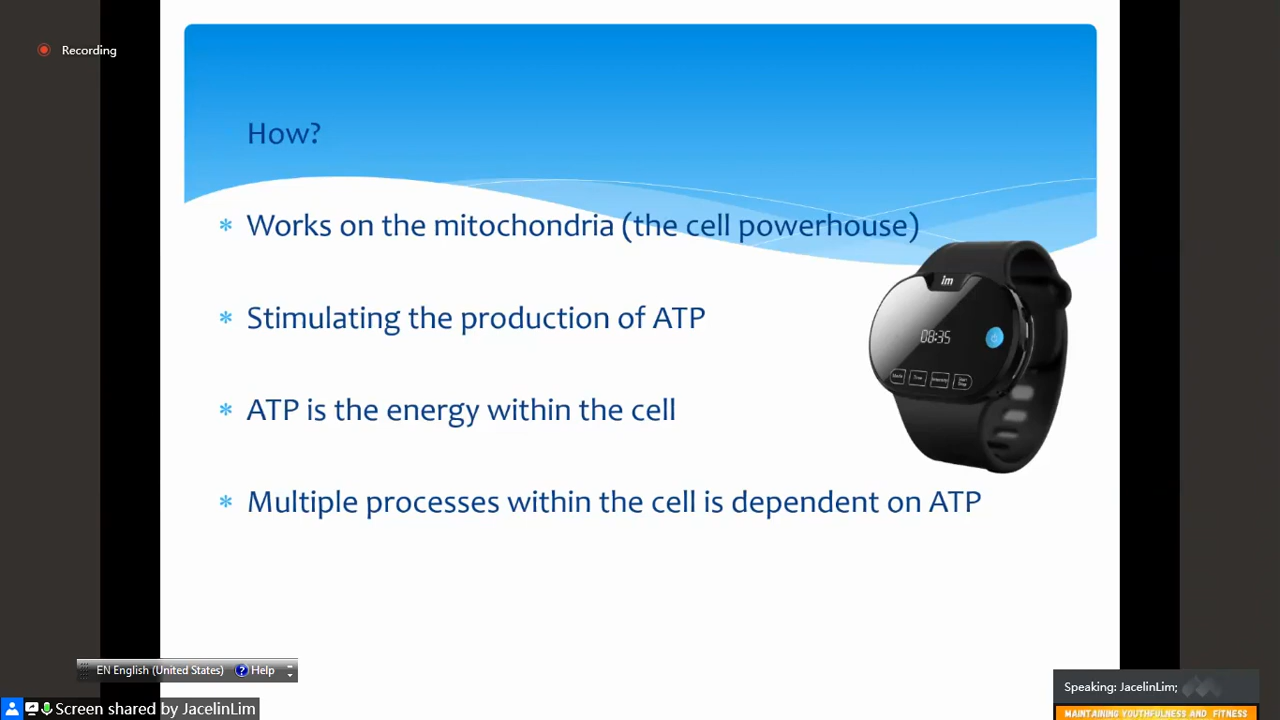 Recording
How?
* Works on the mitochondria (the cell powerhouse)
im
08:35
* Stimulating the production of ATP
* ATP is the energy within the cell
* Multiple processes within the cell is dependent on ATP
EN English (United States) Help
Screen shared by JacelinLim
Speaking: JacelinLim;
MAINTAINING YOUTHFULNESS AND FITNESS